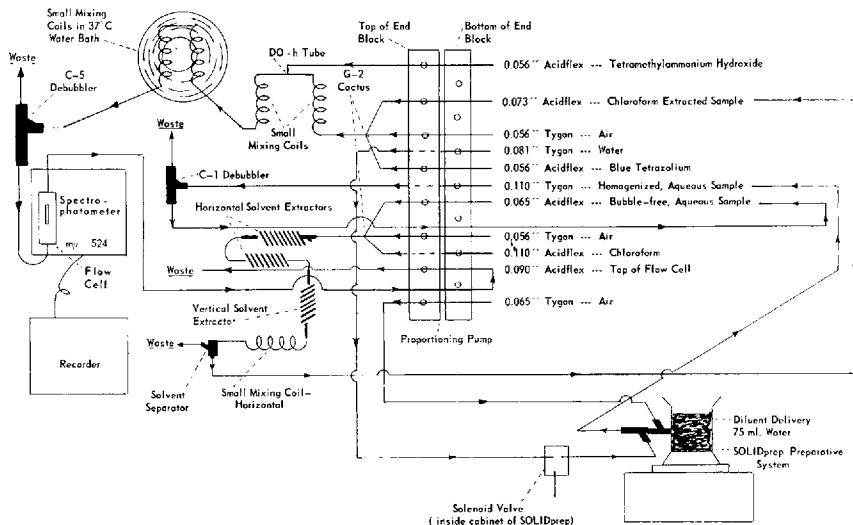 Small Mixing
Coils in 37°C
Water Bath
Top of End
Block
Bottom of End
Block
Waste
C-5
Debubbler
DO-h Tube
G-2
Cactus
Small
Mixing Coils
Waste
C-1 Debubbler
Spectro-
photometer
mµ 524
Flow
Cell
Recorder
Horizontal Solvent Extractors
Waste
Vertical Solvent
Extractor
Waste
Solvent
Separator
Small Mixing Coil-
Horizontal
Proportioning Pump
0.056" Acidflex --- Tetramethylammanium Hydroxide
0.073" Acidflex --- Chloroform Extracted Sample
0.056" Tygon --- Air
0.081" Tygon --- Water
0.056" Acidflex --- Blue Tetrazolium
0.110" Tygon --- Homogenized, Aqueous Sample
0.065" Acidflex --- Bubble-free, Aqueous Sample
0.056" Tygon --- Air
0.110" Acidflex --- Chloroform
0.090" Acidflex --- Top of Flow Cell
0.065" Tygon --- Air
Diluent Delivery
75 ml. Water
SOLIDprep Preparative
System
Solenoid Valve
( inside cabinet of SOLIDprep)